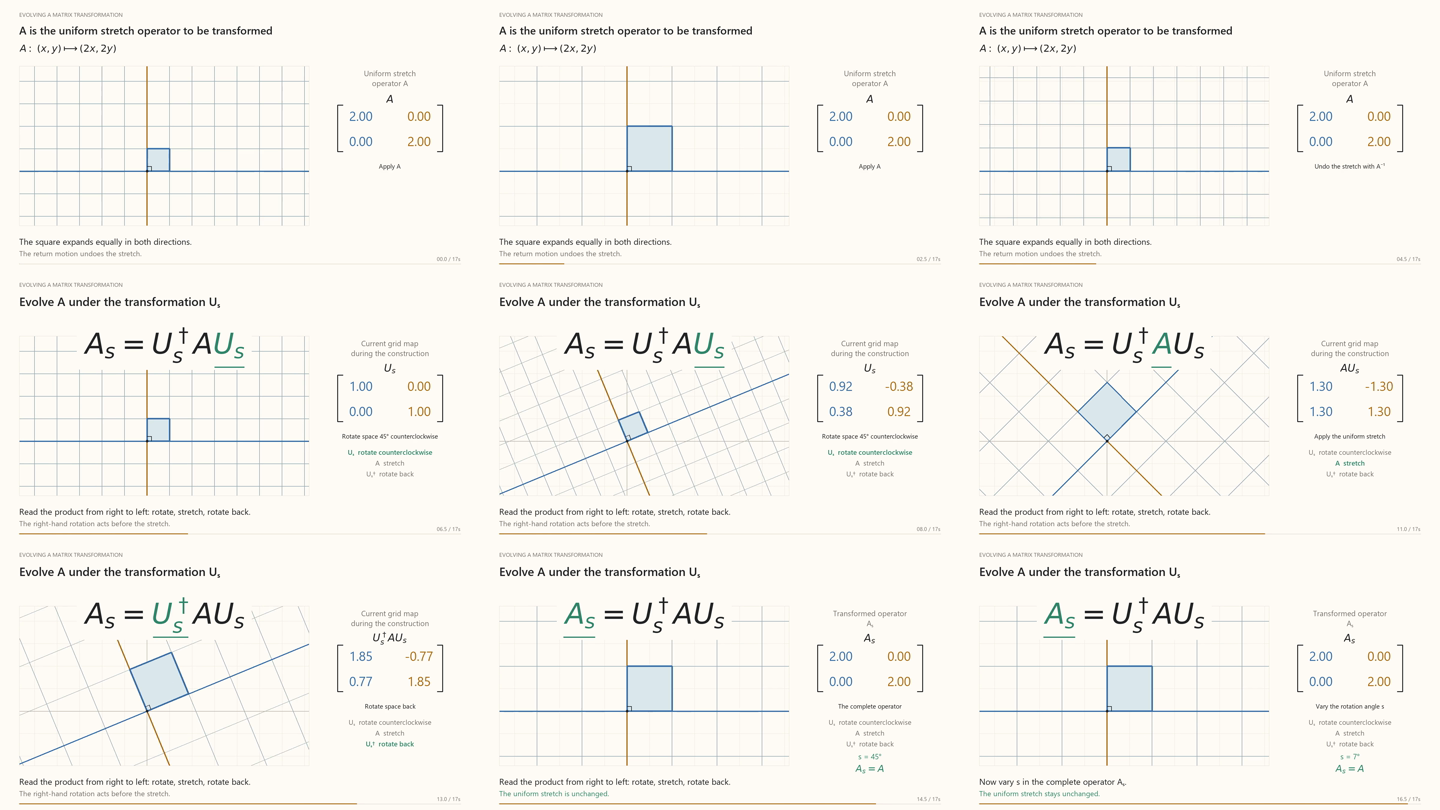 EVOLVING A MATRIX TRANSFORMATION
A is the uniform stretch operator to be transformed
A : (x, y) ⟼ (2x, 2y)
Uniform stretch
operator A
A
2.00 0.00
0.00 2.00
Apply A
The square expands equally in both directions.
The return motion undoes the stretch.
00.0 / 17s
EVOLVING A MATRIX TRANSFORMATION
A is the uniform stretch operator to be transformed
A : (x, y) ⟼ (2x, 2y)
Uniform stretch
operator A
A
2.00 0.00
0.00 2.00
Apply A
The square expands equally in both directions.
The return motion undoes the stretch.
02.5 / 17s
EVOLVING A MATRIX TRANSFORMATION
A is the uniform stretch operator to be transformed
A : (x, y) ⟼ (2x, 2y)
Uniform stretch
operator A
A
2.00 0.00
0.00 2.00
Undo the stretch with A⁻¹
The square expands equally in both directions.
The return motion undoes the stretch.
04.5 / 17s
EVOLVING A MATRIX TRANSFORMATION
Evolve A under the transformation Uₛ
Aₛ = Uₛ†AUₛ
Current grid map
during the construction
Uₛ
1.00 0.00
0.00 1.00
Rotate space 45° counterclockwise
Uₛ rotate counterclockwise
A stretch
Uₛ† rotate back
Read the product from right to left: rotate, stretch, rotate back.
The right-hand rotation acts before the stretch.
06.5 / 17s
EVOLVING A MATRIX TRANSFORMATION
Evolve A under the transformation Uₛ
Aₛ = Uₛ†AUₛ
Current grid map
during the construction
Uₛ
0.92 -0.38
0.38 0.92
Rotate space 45° counterclockwise
Uₛ rotate counterclockwise
A stretch
Uₛ† rotate back
Read the product from right to left: rotate, stretch, rotate back.
The right-hand rotation acts before the stretch.
08.0 / 17s
EVOLVING A MATRIX TRANSFORMATION
Evolve A under the transformation Uₛ
Aₛ = Uₛ†AUₛ
Current grid map
during the construction
AUₛ
1.30 -1.30
1.30 1.30
Apply the uniform stretch
Uₛ rotate counterclockwise
A stretch
Uₛ† rotate back
Read the product from right to left: rotate, stretch, rotate back.
The right-hand rotation acts before the stretch.
11.0 / 17s
EVOLVING A MATRIX TRANSFORMATION
Evolve A under the transformation Uₛ
Aₛ = Uₛ†AUₛ
Current grid map
during the construction
Uₛ†AUₛ
1.85 -0.77
0.77 1.85
Rotate space back
Uₛ rotate counterclockwise
A stretch
Uₛ† rotate back
Read the product from right to left: rotate, stretch, rotate back.
The right-hand rotation acts before the stretch.
13.0 / 17s
EVOLVING A MATRIX TRANSFORMATION
Evolve A under the transformation Uₛ
Aₛ = Uₛ†AUₛ
Transformed operator
Aₛ
Aₛ
2.00 0.00
0.00 2.00
The complete operator
Uₛ rotate counterclockwise
A stretch
Uₛ† rotate back
s = 45°
Aₛ = A
Read the product from right to left: rotate, stretch, rotate back.
The uniform stretch is unchanged.
14.5 / 17s
EVOLVING A MATRIX TRANSFORMATION
Evolve A under the transformation Uₛ
Aₛ = Uₛ†AUₛ
Transformed operator
Aₛ
Aₛ
2.00 0.00
0.00 2.00
Vary the rotation angle s
Uₛ rotate counterclockwise
A stretch
Uₛ† rotate back
s = 7°
Aₛ = A
Now vary s in the complete operator Aₛ.
The uniform stretch stays unchanged.
16.5 / 17s